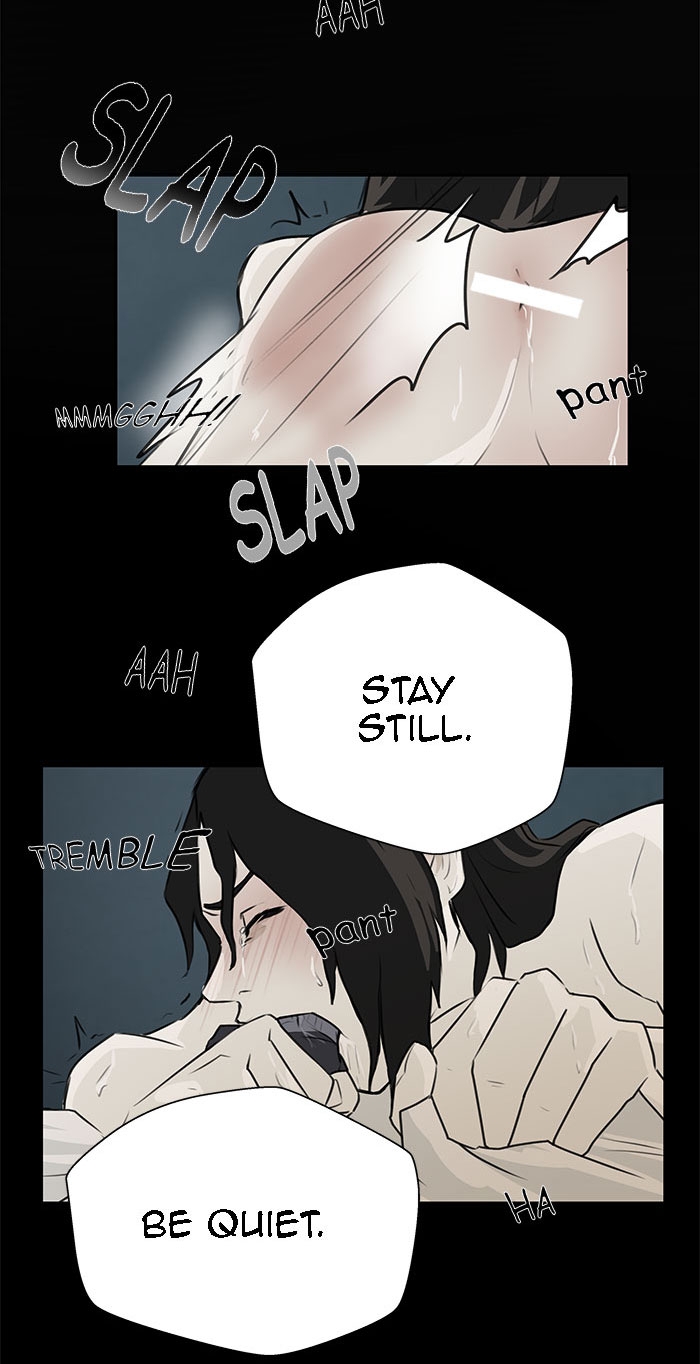 AAH
SLAP
pant
MMMGGHH!!
SLAP
AAH
STAY
STILL.
TREMBLE
pant
BE QUIET.
HA